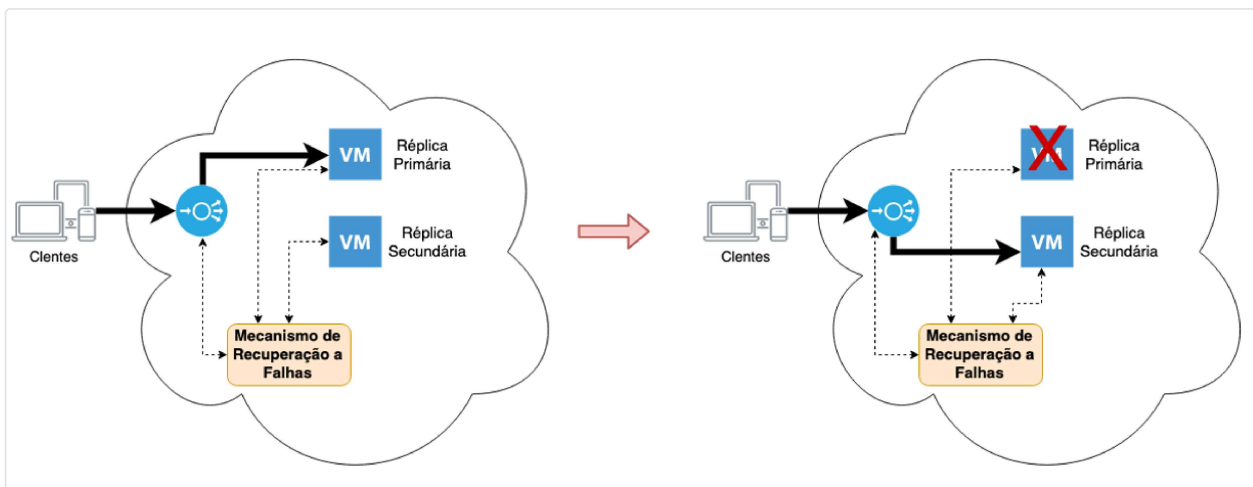 VM
Réplica
Primária
Clentes
VM
Réplica
Secundária
Mecanismo de
Recuperação a
Falhas
VM
X
Réplica
Primária
Clentes
VM
Réplica
Secundária
Mecanismo de
Recuperação a
Falhas